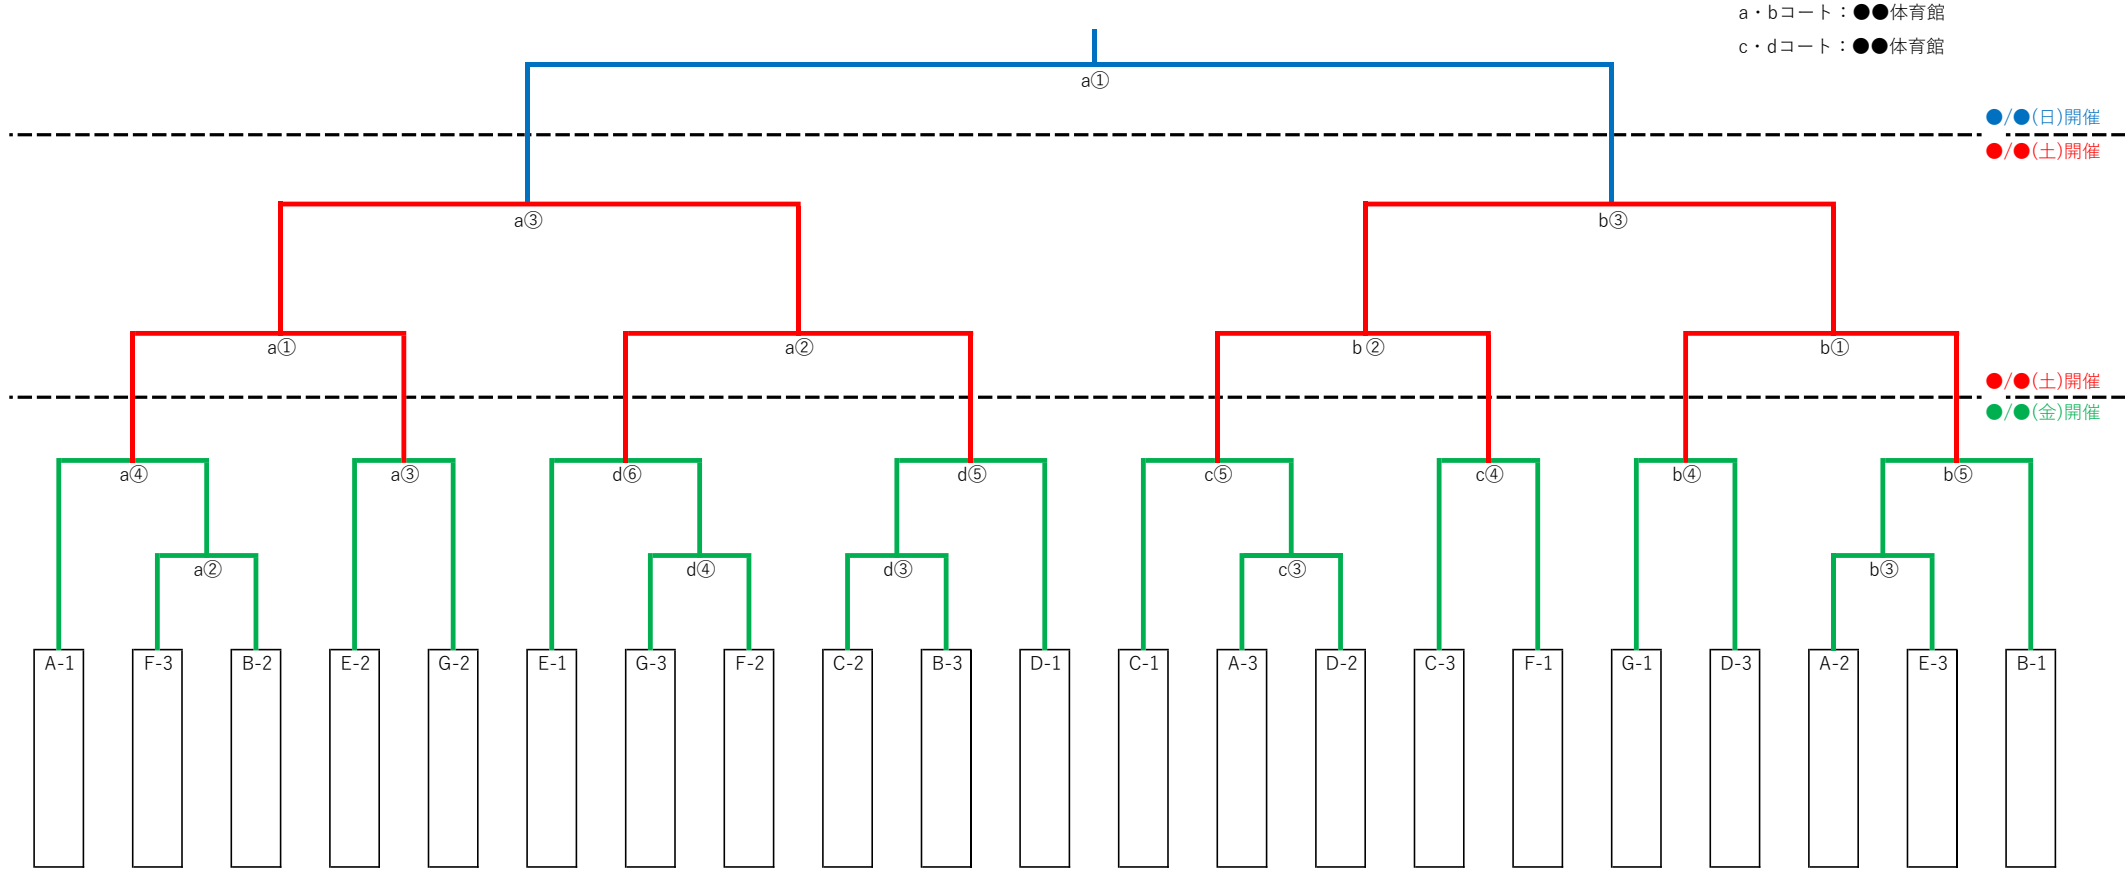 a・bコート：●●体育館
c・dコート：●●体育館
a①
●/●(日)開催
●/●(土)開催
a③
b③
a①
a②
b②
b①
●/●(土)開催
●/●(金)開催
a④
a③
d⑥
d⑤
c⑤
c④
b④
b⑤
a②
d④
d③
c③
b③
A-1
F-3
B-2
E-2
G-2
E-1
G-3
F-2
C-2
B-3
D-1
C-1
A-3
D-2
C-3
F-1
G-1
D-3
A-2
E-3
B-1